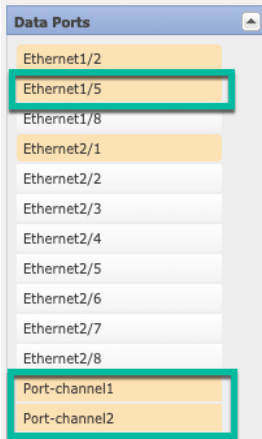 Data Ports
Ethernet1/2
Ethernet1/5
Ethernet1/8
Ethernet2/1
Ethernet2/2
Ethernet2/3
Ethernet2/4
Ethernet2/5
Ethernet2/6
Ethernet2/7
Ethernet2/8
Port-channel1
Port-channel2